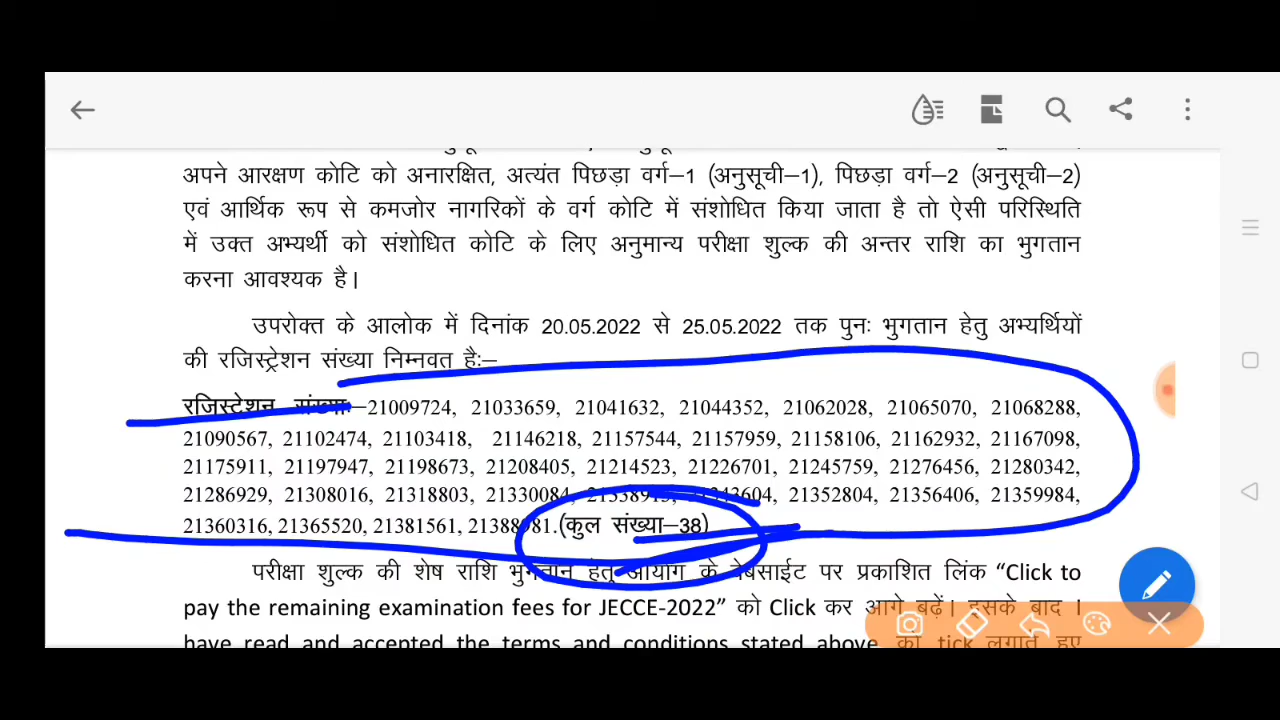 अपने आरक्षण कोटि को अनारक्षित, अत्यंत पिछड़ा वर्ग–1 (अनुसूची–1), पिछड़ा वर्ग–2 (अनुसूची–2)
एवं आर्थिक रूप से कमजोर नागरिकों के वर्ग कोटि में संशोधित किया जाता है तो ऐसी परिस्थिति
में उक्त अभ्यर्थी को संशोधित कोटि के लिए अनुमान्य परीक्षा शुल्क की अन्तर राशि का भुगतान
करना आवश्यक है।
उपरोक्त के आलोक में दिनांक 20.05.2022 से 25.05.2022 तक पुनः भुगतान हेतु अभ्यर्थियों
की रजिस्ट्रेशन संख्या निम्नवत हैः–
रजिस्टेशन संख्याः–21009724, 21033659, 21041632, 21044352, 21062028, 21065070, 21068288,
21090567, 21102474, 21103418, 21146218, 21157544, 21157959, 21158106, 21162932, 21167098,
21175911, 21197947, 21198673, 21208405, 21214523, 21226701, 21245759, 21276456, 21280342,
21286929, 21308016, 21318803, 21330084, 21352804, 21356406, 21359984,
21360316, 21365520, 21381561, (कुल संख्या–38)
परीक्षा शुल्क की शेष राशि भुगतान हेतु आयोग के वेबसाईट पर प्रकाशित लिंक “Click to
pay the remaining examination fees for JECCE-2022” को Click कर आगे बढ़ें। इसके बाद I
have read and accepted the terms and conditions stated above को tick लगाते हुए